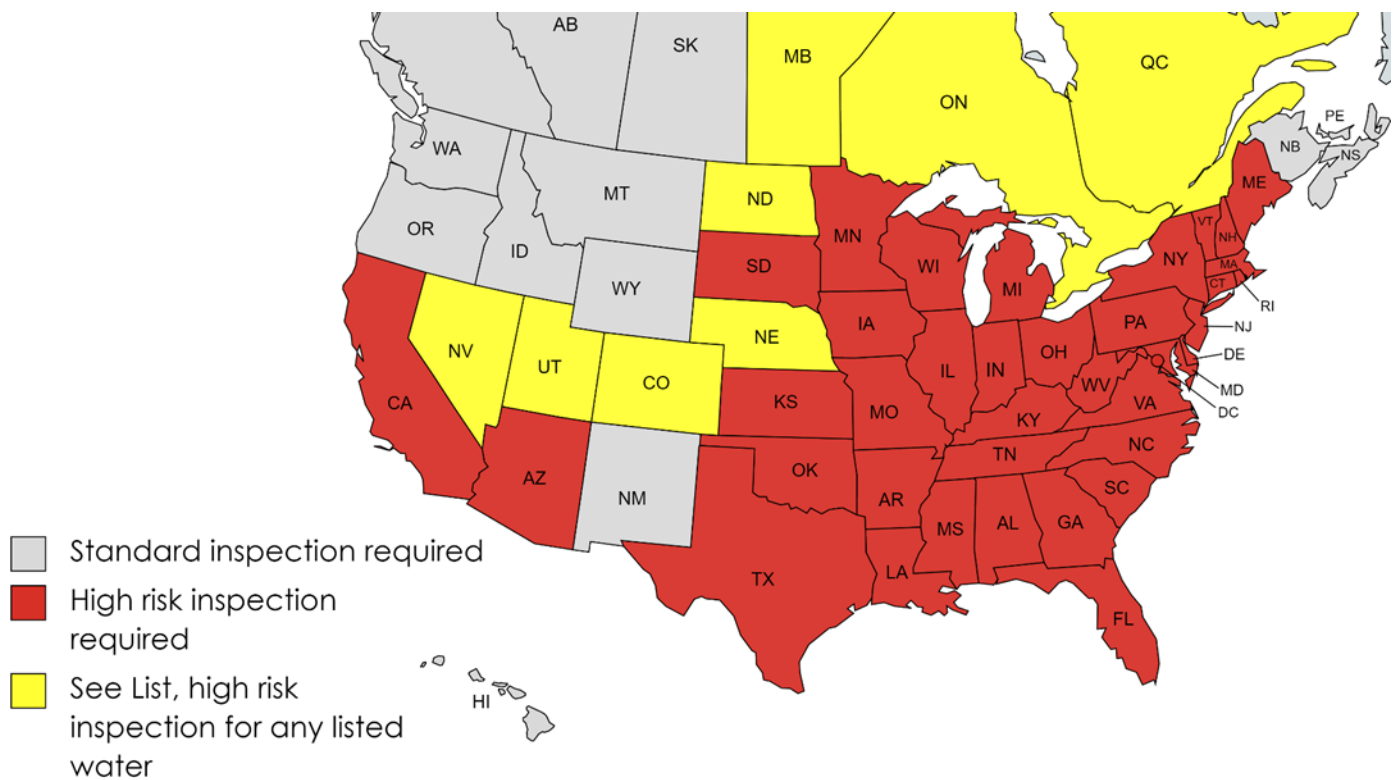 AB
SK
MB
ON
QC
PE
NB
NS
WA
MT
ND
ME
OR
ID
MN
VT
NH
SD
WI
NY
MA
WY
MI
CT
RI
IA
PA
NJ
NE
NV
UT
CO
IL
IN
OH
DE
WV
MD
CA
KS
MO
KY
VA
DC
TN
NC
AZ
NM
OK
AR
SC
MS
AL
GA
TX
LA
FL
HI
Standard inspection required
High risk inspection
required
See List, high risk
inspection for any listed
water